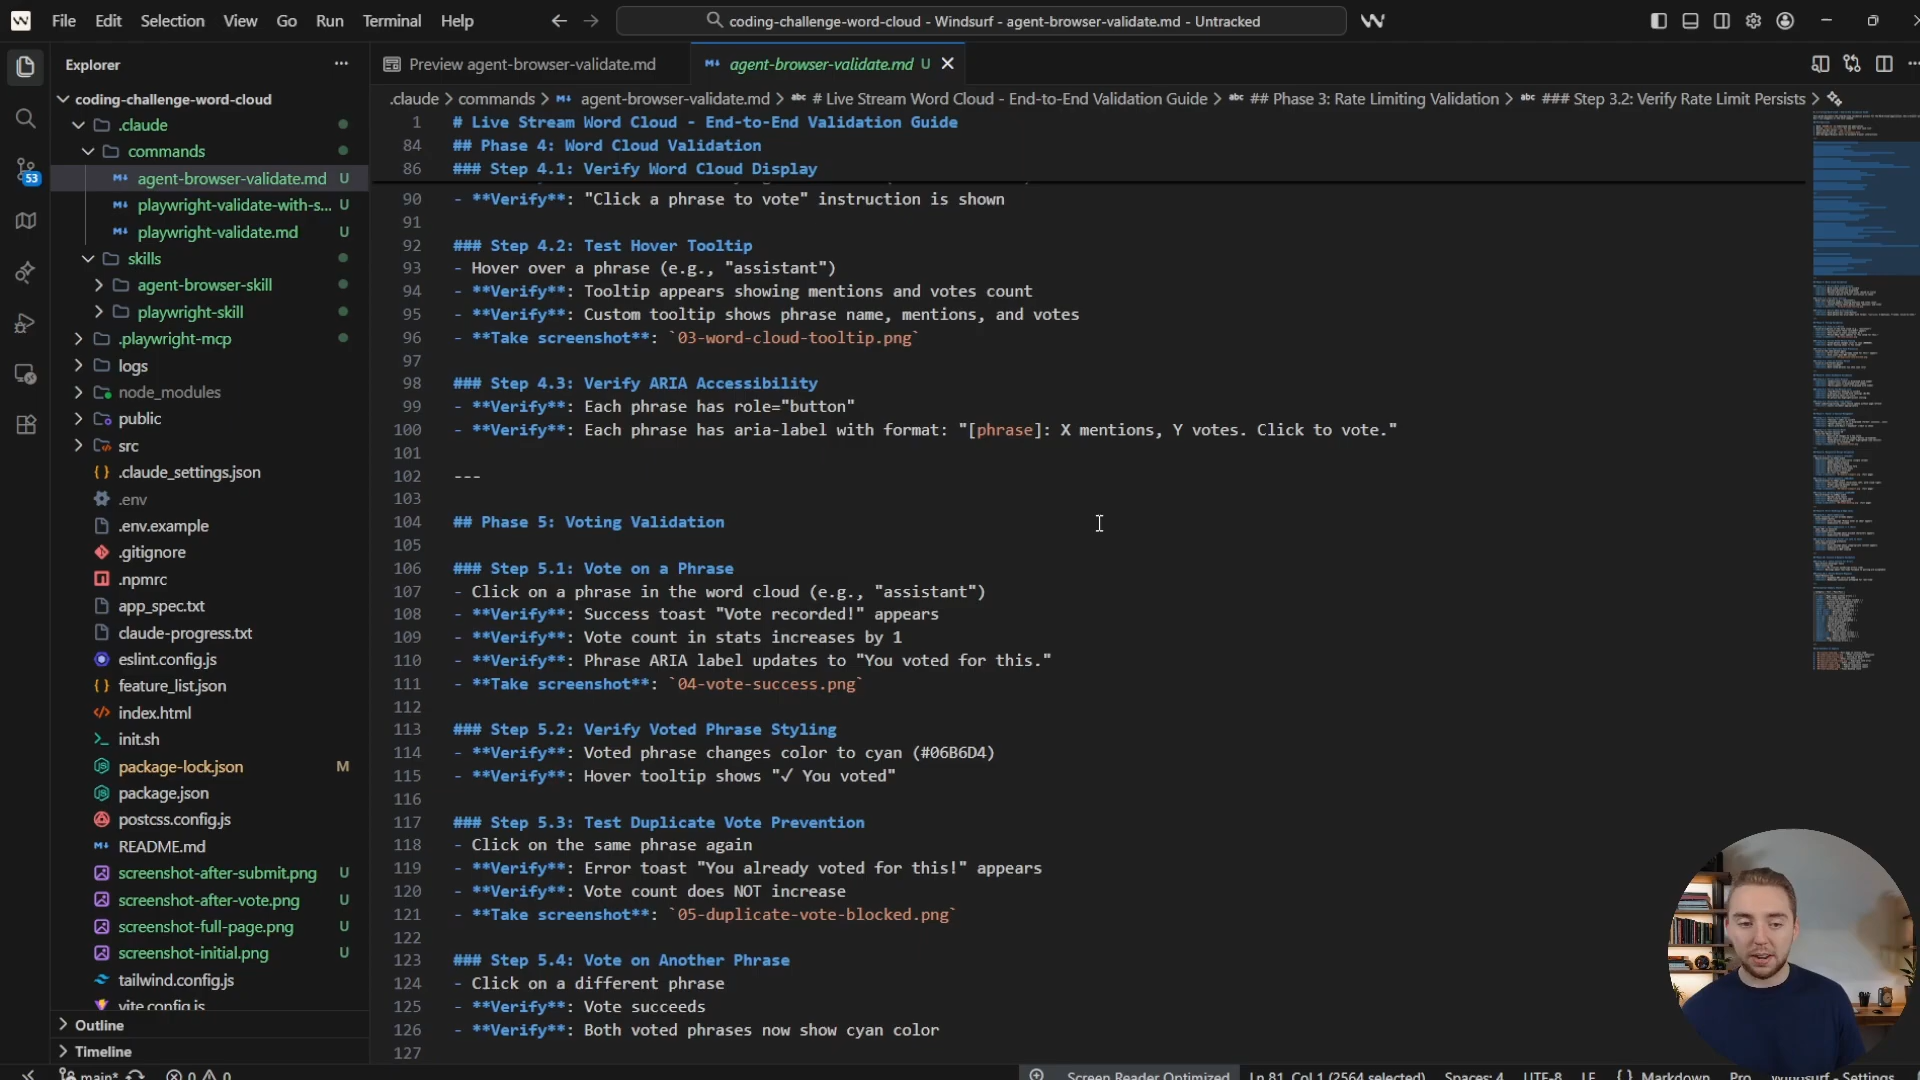 File Edit Selection View Go Run Terminal Help
coding-challenge-word-cloud - Windsurf - agent-browser-validate.md - Untracked
Explorer
coding-challenge-word-cloud
.claude
commands
agent-browser-validate.md U
playwright-validate-with-s... U
playwright-validate.md U
skills
agent-browser-skill
playwright-skill
.playwright-mcp
logs
node_modules
public
src
.claude_settings.json
.env
.env.example
.gitignore
.npmrc
app_spec.txt
claude-progress.txt
eslint.config.js
feature_list.json
index.html
init.sh
package-lock.json M
package.json
postcss.config.js
README.md
screenshot-after-submit.png U
screenshot-after-vote.png U
screenshot-full-page.png U
screenshot-initial.png U
tailwind.config.js
vite.config.js
Outline
Timeline
53
Preview agent-browser-validate.md
agent-browser-validate.md U
.claude > commands > agent-browser-validate.md > # Live Stream Word Cloud - End-to-End Validation Guide > ## Phase 3: Rate Limiting Validation > ### Step 3.2: Verify Rate Limit Persists >
1 # Live Stream Word Cloud - End-to-End Validation Guide
84 ## Phase 4: Word Cloud Validation
86 ### Step 4.1: Verify Word Cloud Display
90 - **Verify**: "Click a phrase to vote" instruction is shown
91
92 ### Step 4.2: Test Hover Tooltip
93 - Hover over a phrase (e.g., "assistant")
94 - **Verify**: Tooltip appears showing mentions and votes count
95 - **Verify**: Custom tooltip shows phrase name, mentions, and votes
96 - **Take screenshot**: `03-word-cloud-tooltip.png`
97
98 ### Step 4.3: Verify ARIA Accessibility
99 - **Verify**: Each phrase has role="button"
100 - **Verify**: Each phrase has aria-label with format: "[phrase]: X mentions, Y votes. Click to vote."
101
102 ---
103
104 ## Phase 5: Voting Validation
105
106 ### Step 5.1: Vote on a Phrase
107 - Click on a phrase in the word cloud (e.g., "assistant")
108 - **Verify**: Success toast "Vote recorded!" appears
109 - **Verify**: Vote count in stats increases by 1
110 - **Verify**: Phrase ARIA label updates to "You voted for this."
111 - **Take screenshot**: `04-vote-success.png`
112
113 ### Step 5.2: Verify Voted Phrase Styling
114 - **Verify**: Voted phrase changes color to cyan (#06B6D4)
115 - **Verify**: Hover tooltip shows "✓ You voted"
116
117 ### Step 5.3: Test Duplicate Vote Prevention
118 - Click on the same phrase again
119 - **Verify**: Error toast "You already voted for this!" appears
120 - **Verify**: Vote count does NOT increase
121 - **Take screenshot**: `05-duplicate-vote-blocked.png`
122
123 ### Step 5.4: Vote on Another Phrase
124 - Click on a different phrase
125 - **Verify**: Vote succeeds
126 - **Verify**: Both voted phrases now show cyan color
127
main* 0 0
Screen Reader Optimized Ln 81, Col 1 (2564 selected) Spaces: 4 UTF-8 LF Markdown Pro Windsurf - Settings